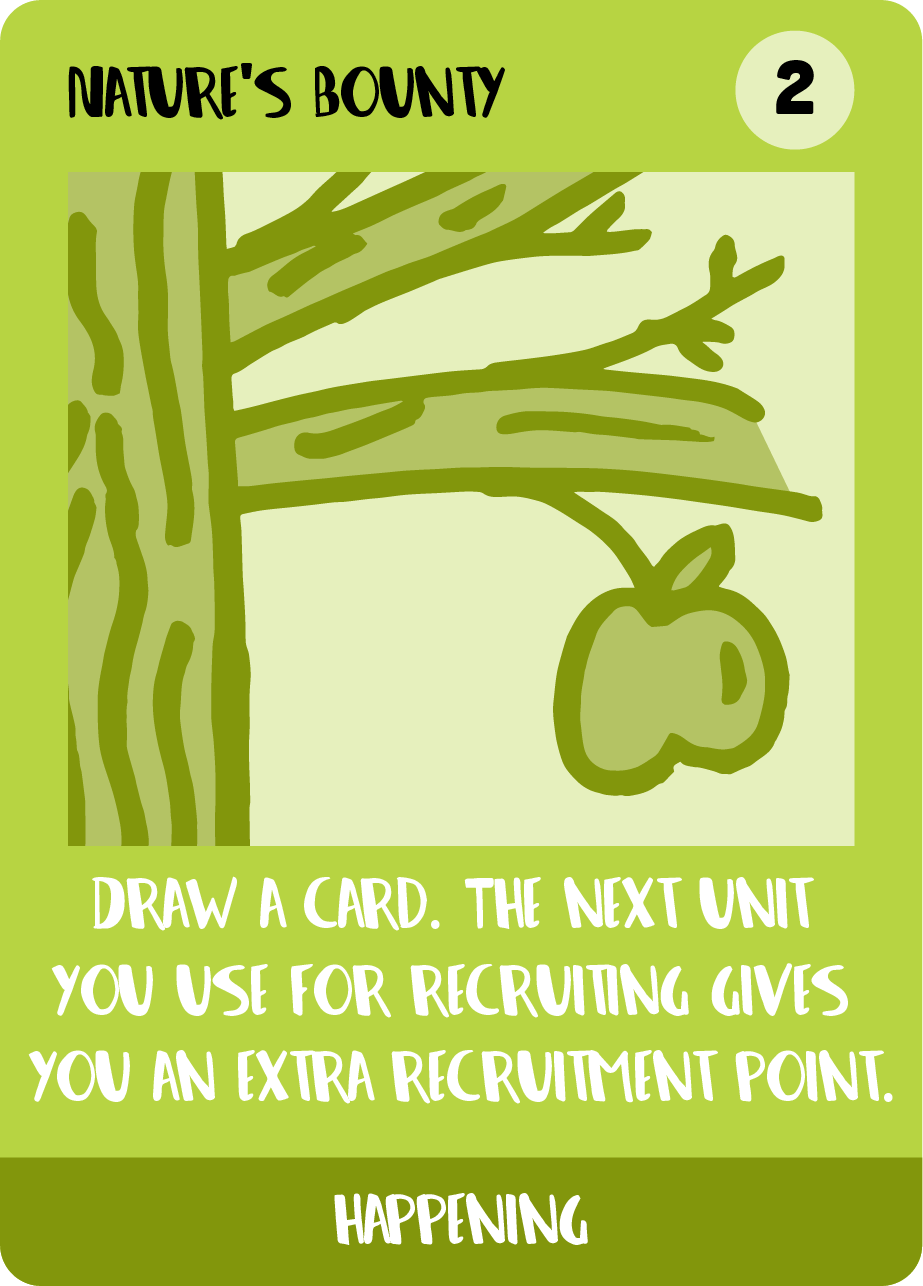 NATURE'S BOUNTY
2
DRAW A CARD. THE NEXT UNIT
YOU USE FOR RECRUITING GIVES
YOU AN EXTRA RECRUITMENT POINT.
HAPPENING